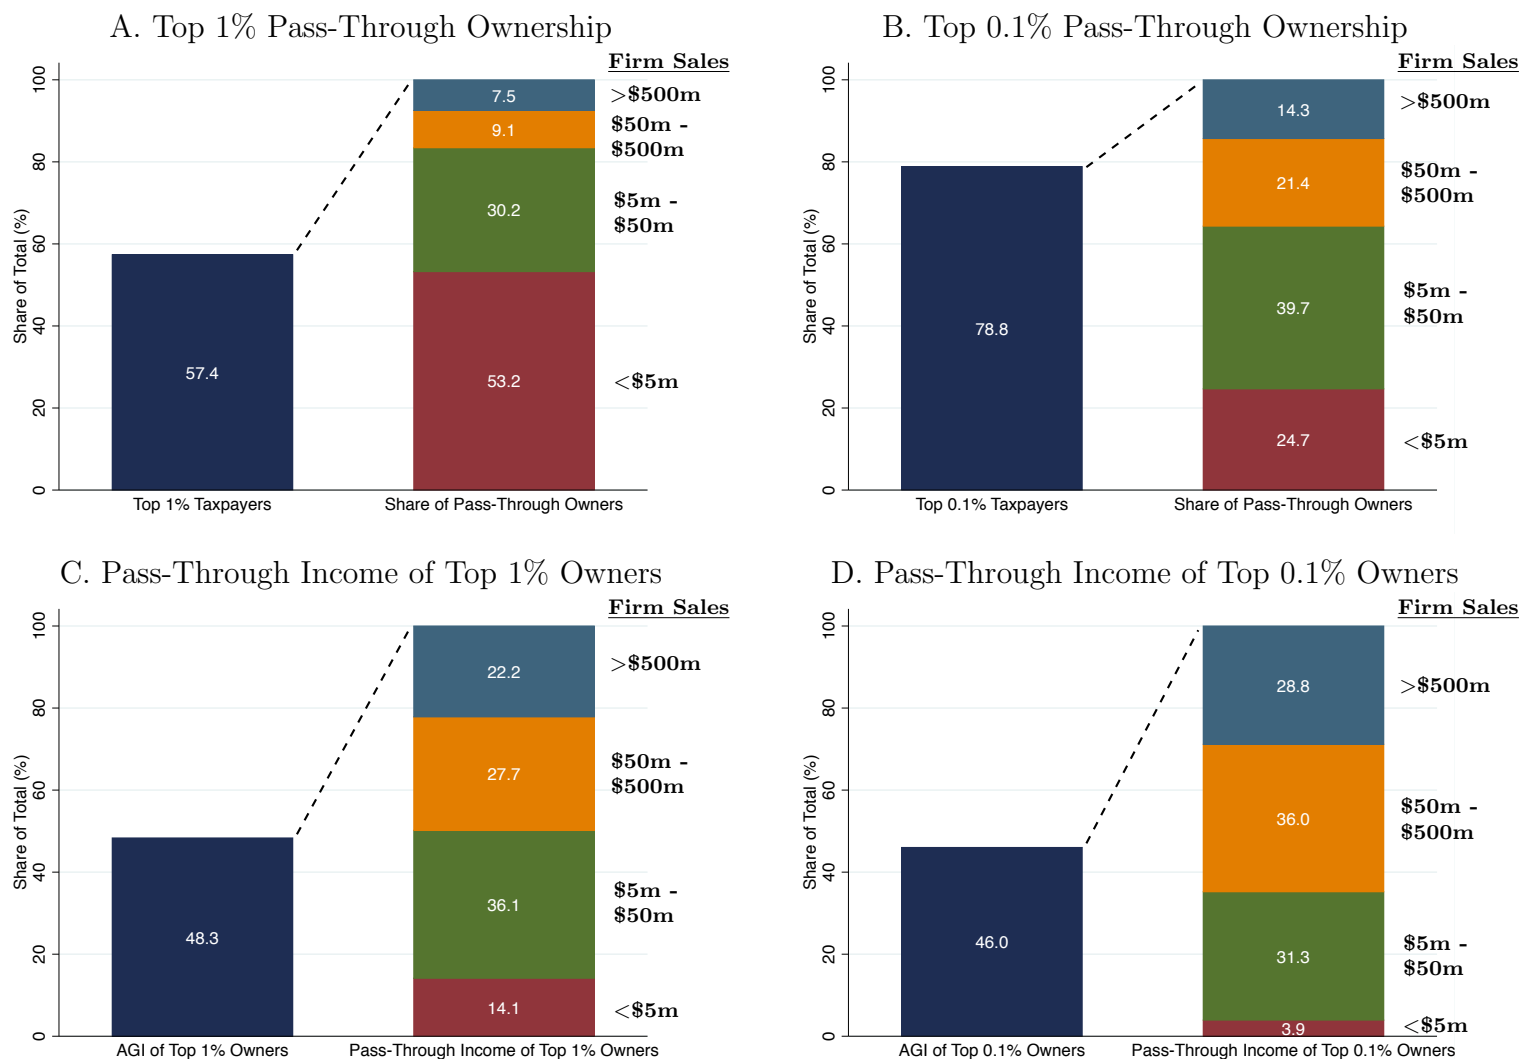 A. Top 1% Pass-Through Ownership
Firm Sales
Share of Total (%)
0
20
40
60
80
100
57.4
7.5
9.1
30.2
53.2
>$500m
$50m -
$500m
$5m -
$50m
<$5m
Top 1% Taxpayers
Share of Pass-Through Owners
B. Top 0.1% Pass-Through Ownership
Firm Sales
Share of Total (%)
0
20
40
60
80
100
78.8
14.3
21.4
39.7
24.7
>$500m
$50m -
$500m
$5m -
$50m
<$5m
Top 0.1% Taxpayers
Share of Pass-Through Owners
C. Pass-Through Income of Top 1% Owners
Firm Sales
Share of Total (%)
0
20
40
60
80
100
48.3
22.2
27.7
36.1
14.1
>$500m
$50m -
$500m
$5m -
$50m
<$5m
AGI of Top 1% Owners
Pass-Through Income of Top 1% Owners
D. Pass-Through Income of Top 0.1% Owners
Firm Sales
Share of Total (%)
0
20
40
60
80
100
46.0
28.8
36.0
31.3
3.9
>$500m
$50m -
$500m
$5m -
$50m
<$5m
AGI of Top 0.1% Owners
Pass-Through Income of Top 0.1% Owners